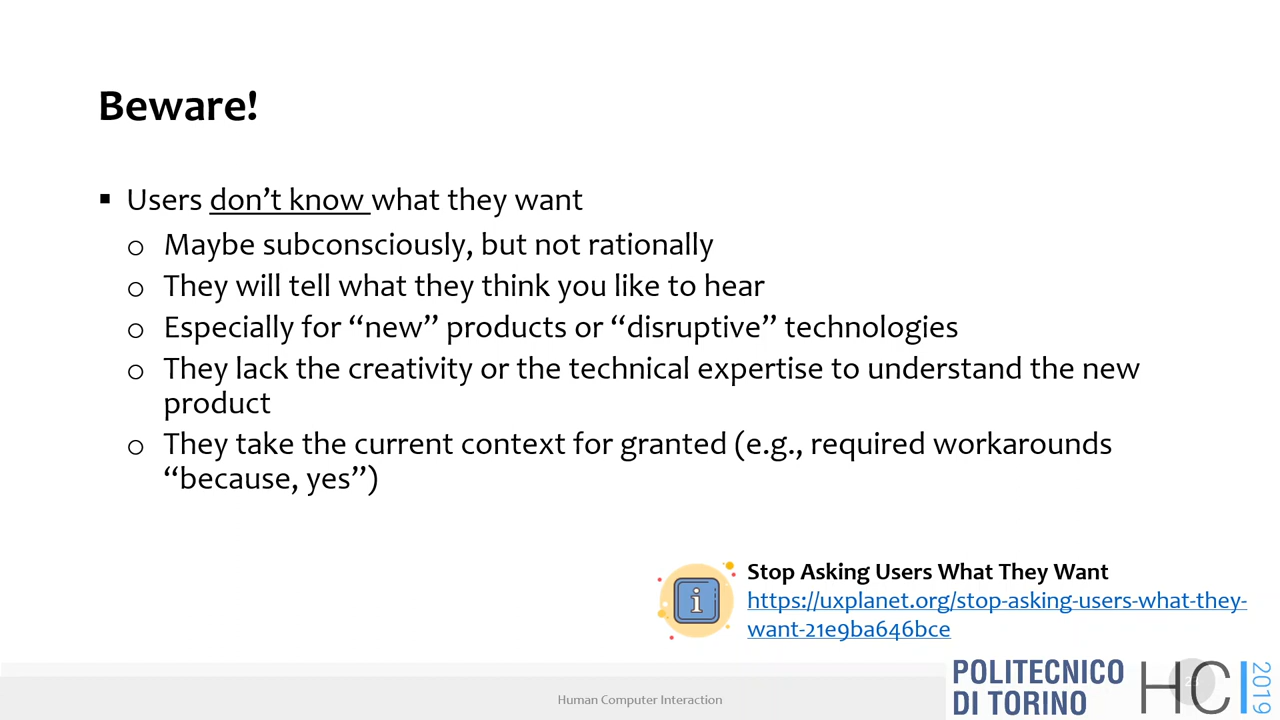 Beware!
▪ Users don’t know what they want
o Maybe subconsciously, but not rationally
o They will tell what they think you like to hear
o Especially for “new” products or “disruptive” technologies
o They lack the creativity or the technical expertise to understand the new
product
o They take the current context for granted (e.g., required workarounds
“because, yes”)
Stop Asking Users What They Want
https://uxplanet.org/stop-asking-users-what-they-
want-21e9ba646bce
Human Computer Interaction
POLITECNICO
DI TORINO
HCI
2019